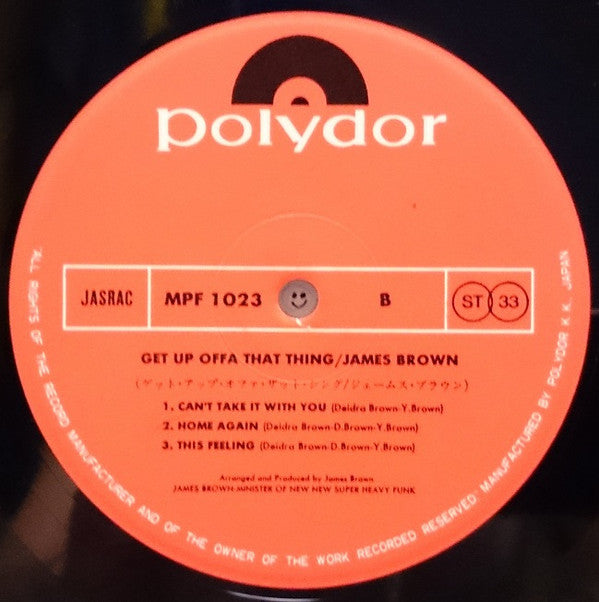 polydor
JASRAC
MPF 1023
B
ST 33
GET UP OFFA THAT THING/JAMES BROWN
(ゲット・アップ・オファ・ザット・シング/ジェームス・ブラウン)
1. CAN'T TAKE IT WITH YOU (Deidra Brown-Y.Brown)
2. HOME AGAIN (Deidra Brown-D.Brown-Y.Brown)
3. THIS FEELING (Deidra Brown-D.Brown-Y.Brown)
Arranged and Produced by James Brown
JAMES BROWN-MINISTER OF NEW NEW SUPER HEAVY FUNK
ALL RIGHTS OF THE RECORD MANUFACTURER AND OF THE OWNER OF THE WORK RECORDED RESERVED. MANUFACTURED BY POLYDOR K.K. JAPAN